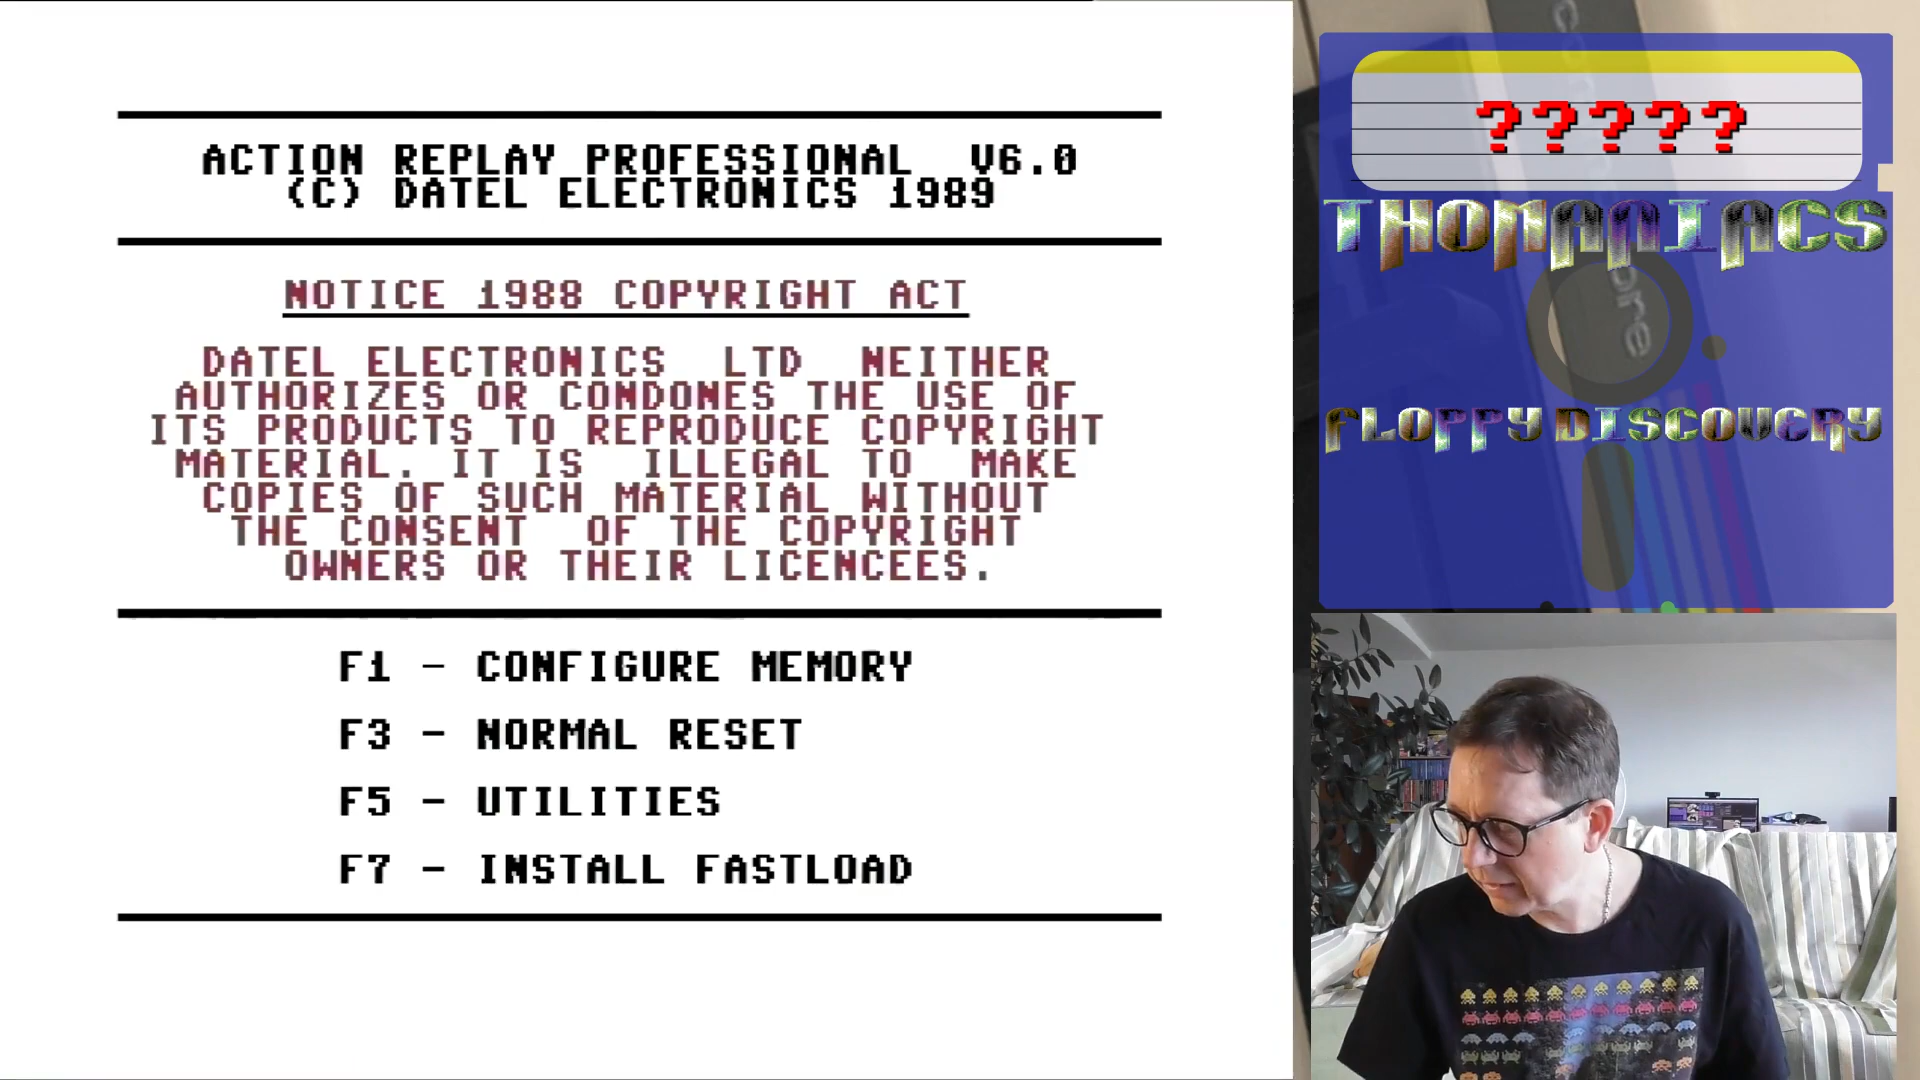 ACTION REPLAY PROFESSIONAL V6.0
(C) DATEL ELECTRONICS 1989
NOTICE 1988 COPYRIGHT ACT
DATEL ELECTRONICS LTD NEITHER
AUTHORIZES OR CONDONES THE USE OF
ITS PRODUCTS TO REPRODUCE COPYRIGHT
MATERIAL. IT IS ILLEGAL TO MAKE
COPIES OF SUCH MATERIAL WITHOUT
THE CONSENT OF THE COPYRIGHT
OWNERS OR THEIR LICENCEES.
F1 - CONFIGURE MEMORY
F3 - NORMAL RESET
F5 - UTILITIES
F7 - INSTALL FASTLOAD
?????
THOMANIACS
FLOPPY DISCOVERY